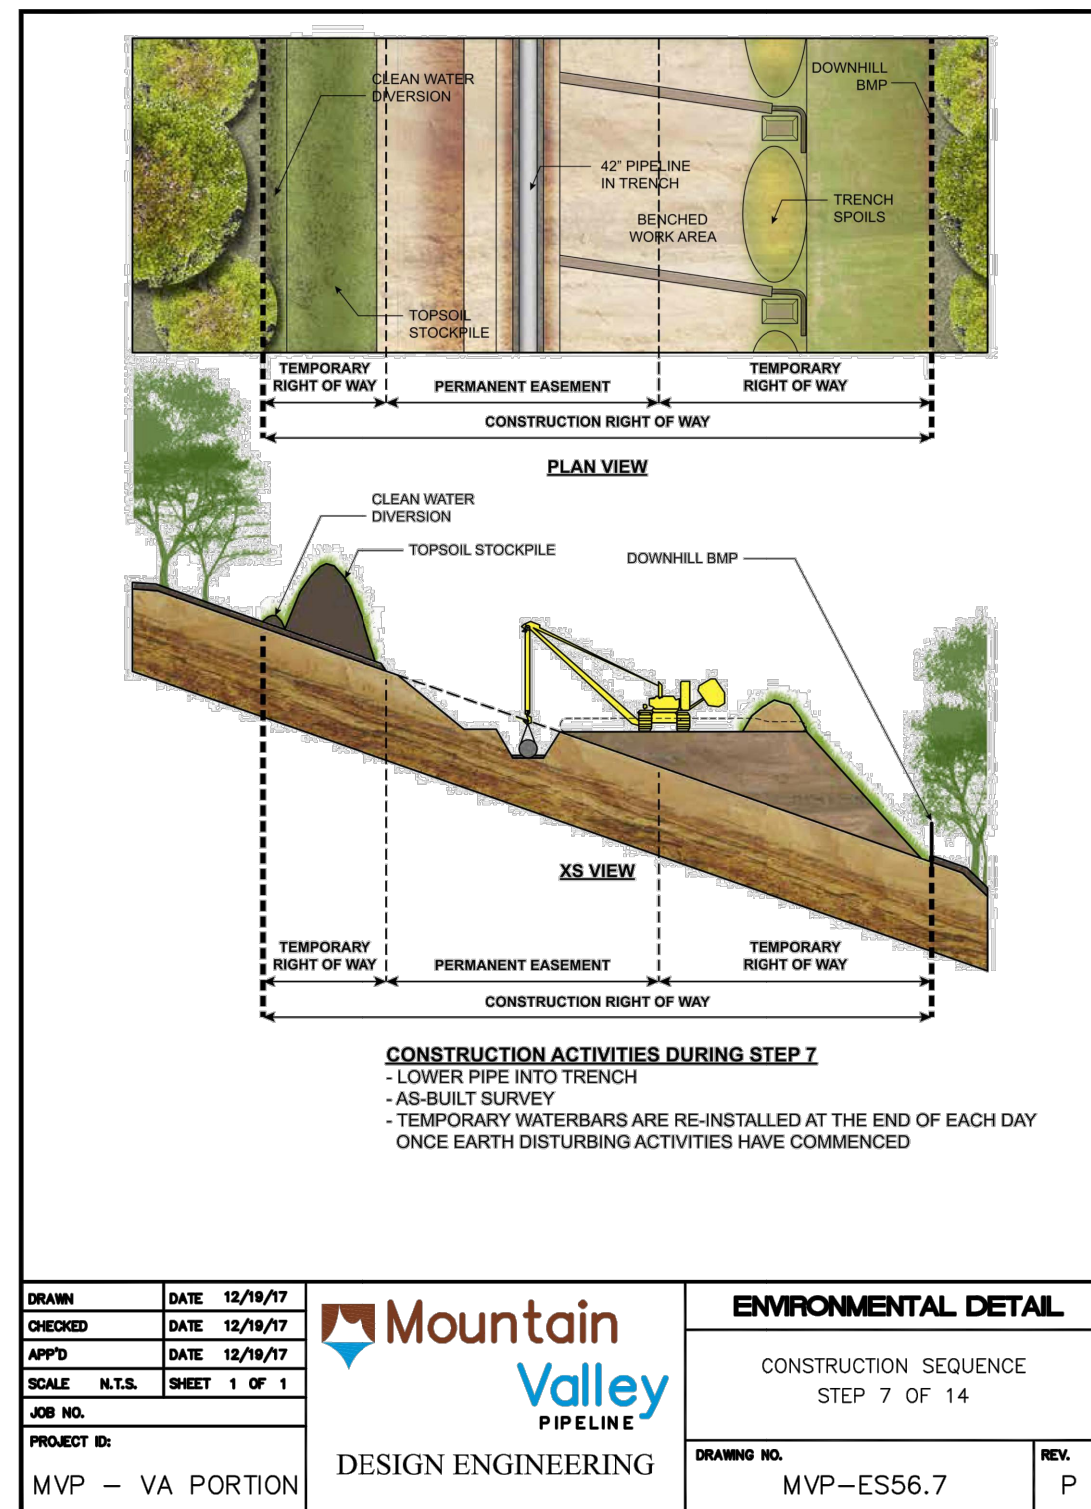 CLEAN WATER
DIVERSION
DOWNHILL
BMP
42" PIPELINE
IN TRENCH
TRENCH
SPOILS
BENCHED
WORK AREA
TOPSOIL
STOCKPILE
TEMPORARY
RIGHT OF WAY
PERMANENT EASEMENT
TEMPORARY
RIGHT OF WAY
CONSTRUCTION RIGHT OF WAY
PLAN VIEW
CLEAN WATER
DIVERSION
TOPSOIL STOCKPILE
DOWNHILL BMP
XS VIEW
TEMPORARY
RIGHT OF WAY
PERMANENT EASEMENT
TEMPORARY
RIGHT OF WAY
CONSTRUCTION RIGHT OF WAY
CONSTRUCTION ACTIVITIES DURING STEP 7
- LOWER PIPE INTO TRENCH
- AS-BUILT SURVEY
- TEMPORARY WATERBARS ARE RE-INSTALLED AT THE END OF EACH DAY
ONCE EARTH DISTURBING ACTIVITIES HAVE COMMENCED
DRAWN DATE 12/19/17
CHECKED DATE 12/19/17
APP'D DATE 12/19/17
SCALE N.T.S. SHEET 1 OF 1
JOB NO.
PROJECT ID:
MVP - VA PORTION
Mountain
Valley
PIPELINE
DESIGN ENGINEERING
ENVIRONMENTAL DETAIL
CONSTRUCTION SEQUENCE
STEP 7 OF 14
DRAWING NO.
MVP-ES56.7
REV.
P